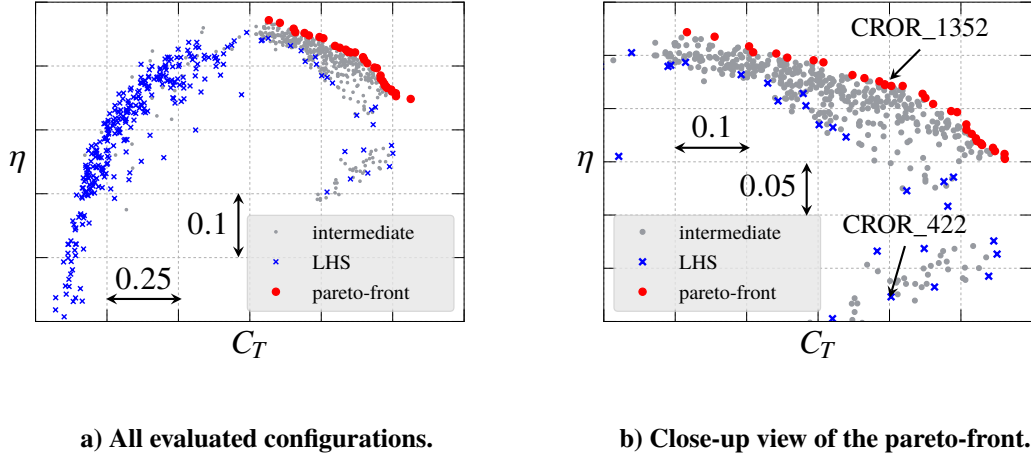 η
0.1
0.25
intermediate
LHS
pareto-front
C_T
a) All evaluated configurations.
CROR_1352
0.1
η
0.05
CROR_422
intermediate
LHS
pareto-front
C_T
b) Close-up view of the pareto-front.